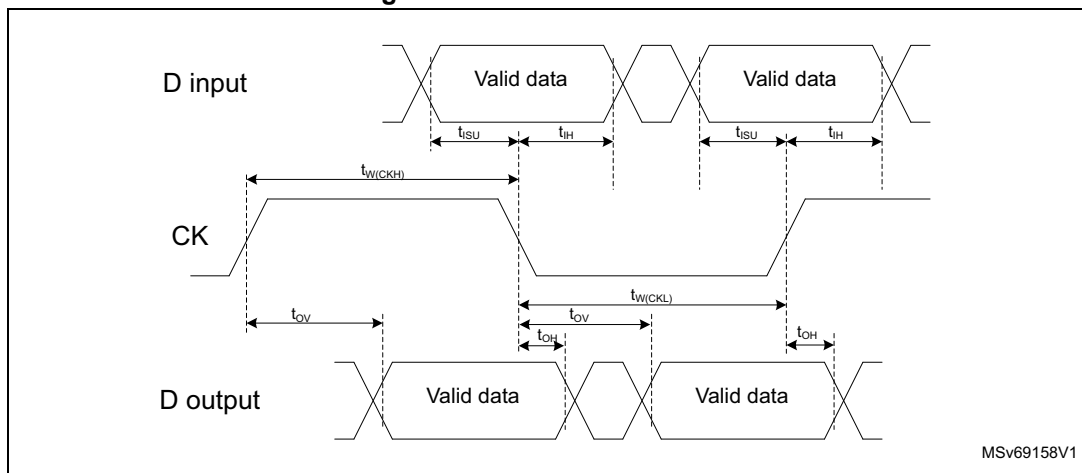 D input
Valid data
Valid data
tISU
tIH
tISU
tIH
tW(CKH)
CK
tW(CKL)
tOV
tOV
tOH
tOH
D output
Valid data
Valid data
MSv69158V1